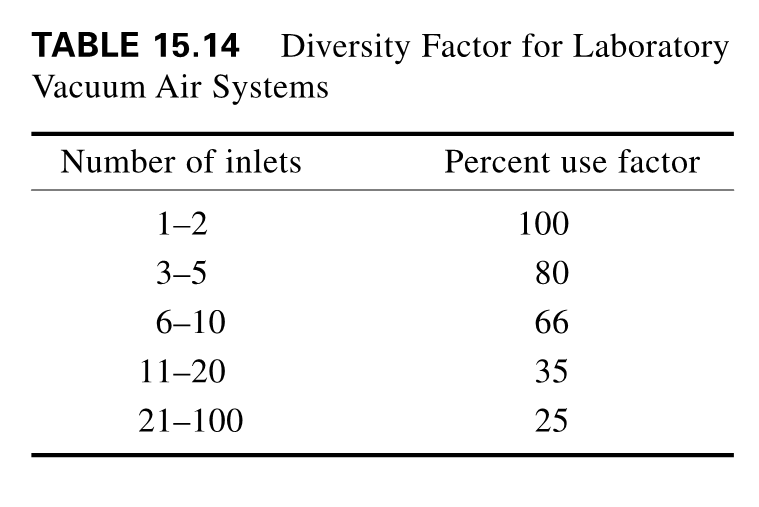 TABLE 15.14 Diversity Factor for Laboratory
Vacuum Air Systems
Number of inlets Percent use factor
1–2 100
3–5 80
6–10 66
11–20 35
21–100 25